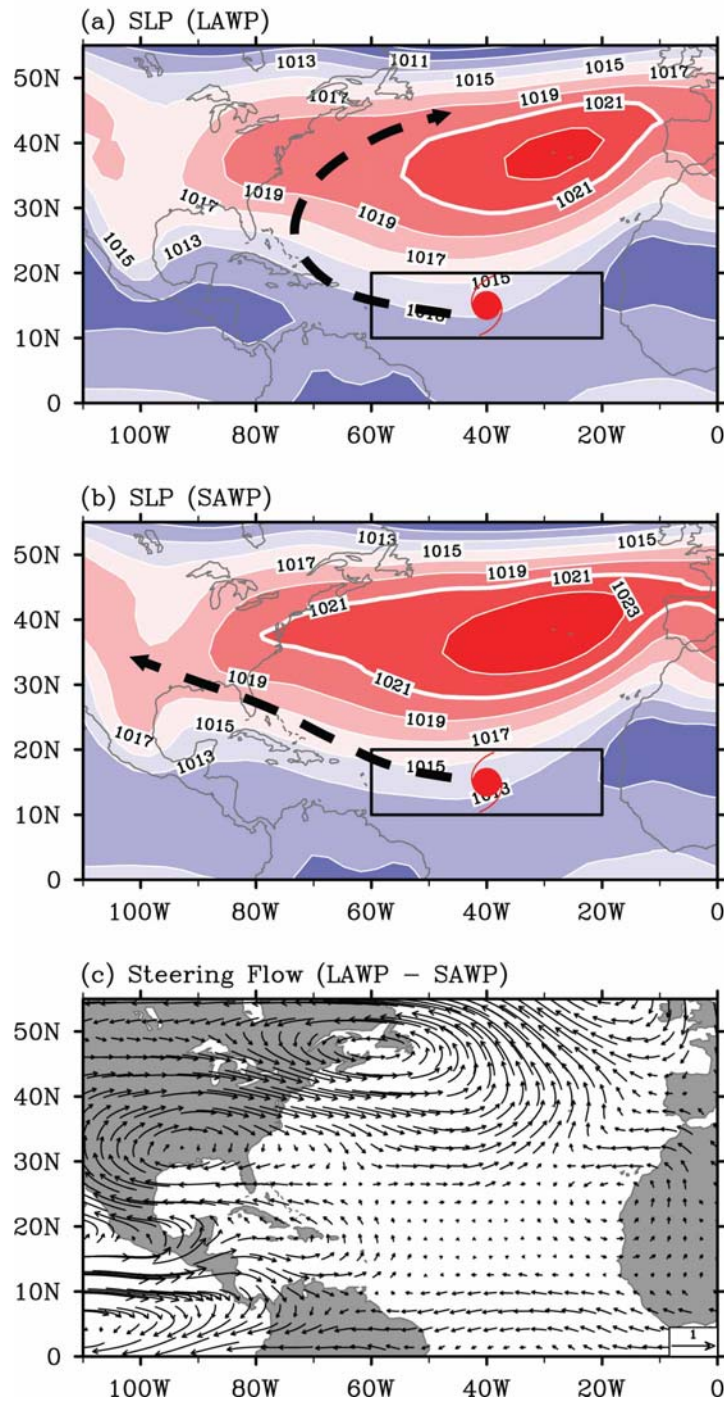 (a) SLP (LAWP)
1013 1011
50N 1015 1015
1017 1017
1019 1021
40N
1017 1019 1021
30N 1019
1015 1013 1017
20N 1015
10N
0
100W 80W 60W 40W 20W 0
(b) SLP (SAWP)
1013
50N 1017 1015 1015
1019 1021
40N 1021 1023
30N 1019 1021
1015 1019
20N 1017 1013 1017
1015
1013
10N
0
100W 80W 60W 40W 20W 0
(c) Steering Flow (LAWP – SAWP)
50N
40N
30N
20N
10N
1
0
100W 80W 60W 40W 20W 0